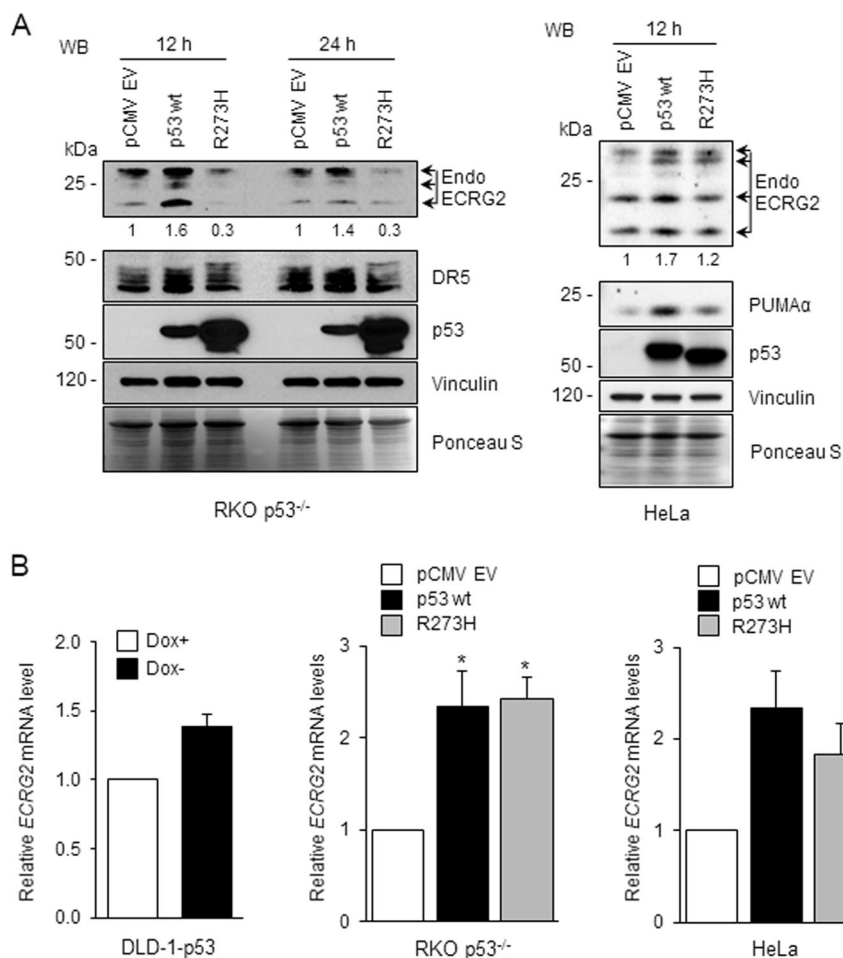 A
WB
12 h
24 h
pCMV EV
p53 wt
R273H
pCMV EV
p53 wt
R273H
kDa
25 -
Endo
ECRG2
1 1.6 0.3 1 1.4 0.3
50 -
DR5
50 -
p53
120 -
Vinculin
Ponceau S
RKO p53-/-
WB
12 h
pCMV EV
p53 wt
R273H
kDa
25 -
Endo
ECRG2
1 1.7 1.2
25 -
PUMAα
50 -
p53
120 -
Vinculin
Ponceau S
HeLa
B
Relative ECRG2 mRNA level
2.0
1.5
1.0
0.5
0.0
Dox+
Dox-
DLD-1-p53
pCMV EV
p53 wt
R273H
Relative ECRG2 mRNA levels
3
2
1
0
*
*
RKO p53-/-
pCMV EV
p53 wt
R273H
Relative ECRG2 mRNA levels
3
2
1
0
HeLa